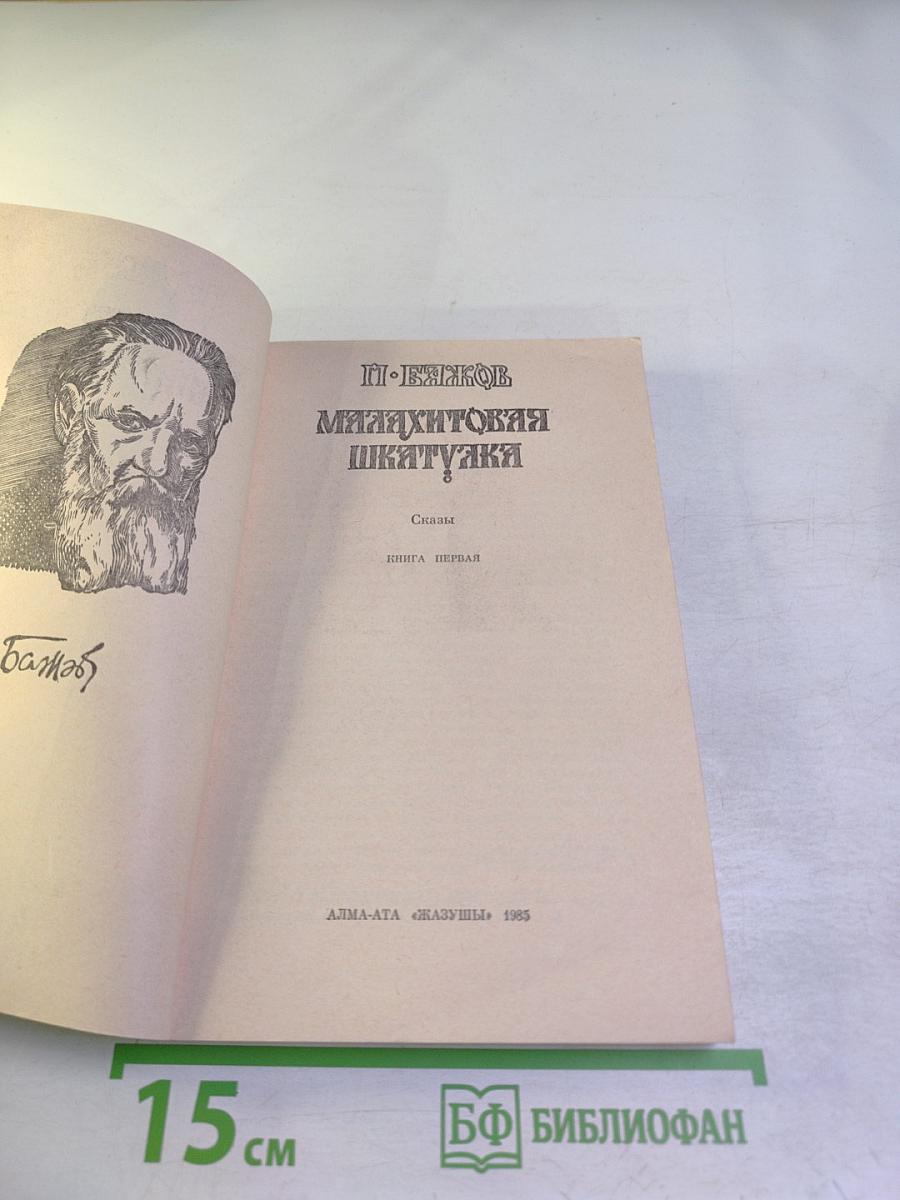 Бажов
П·БАЖОВ
МАЛАХИТОВАЯ
ШКАТУЛКА
Сказы
КНИГА ПЕРВАЯ
АЛМА-АТА «ЖАЗУШЫ» 1985
15 см
БФ БИБЛИОФАН